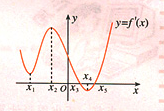 y
y=f'(x)
x₄
x₁ x₂ O x₃ x₅ x